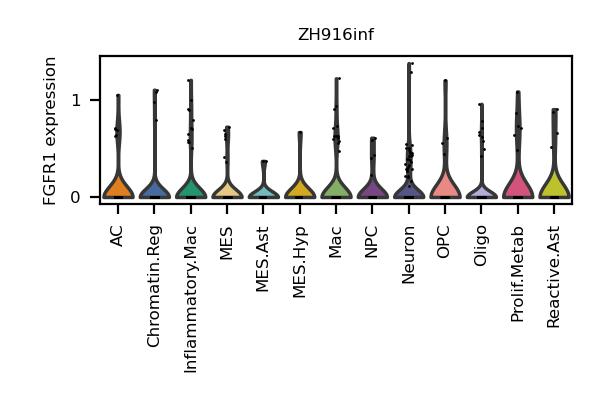 ZH916inf
FGFR1 expression
1
0
AC
Chromatin.Reg
Inflammatory.Mac
MES
MES.Ast
MES.Hyp
Mac
NPC
Neuron
OPC
Oligo
Prolif.Metab
Reactive.Ast